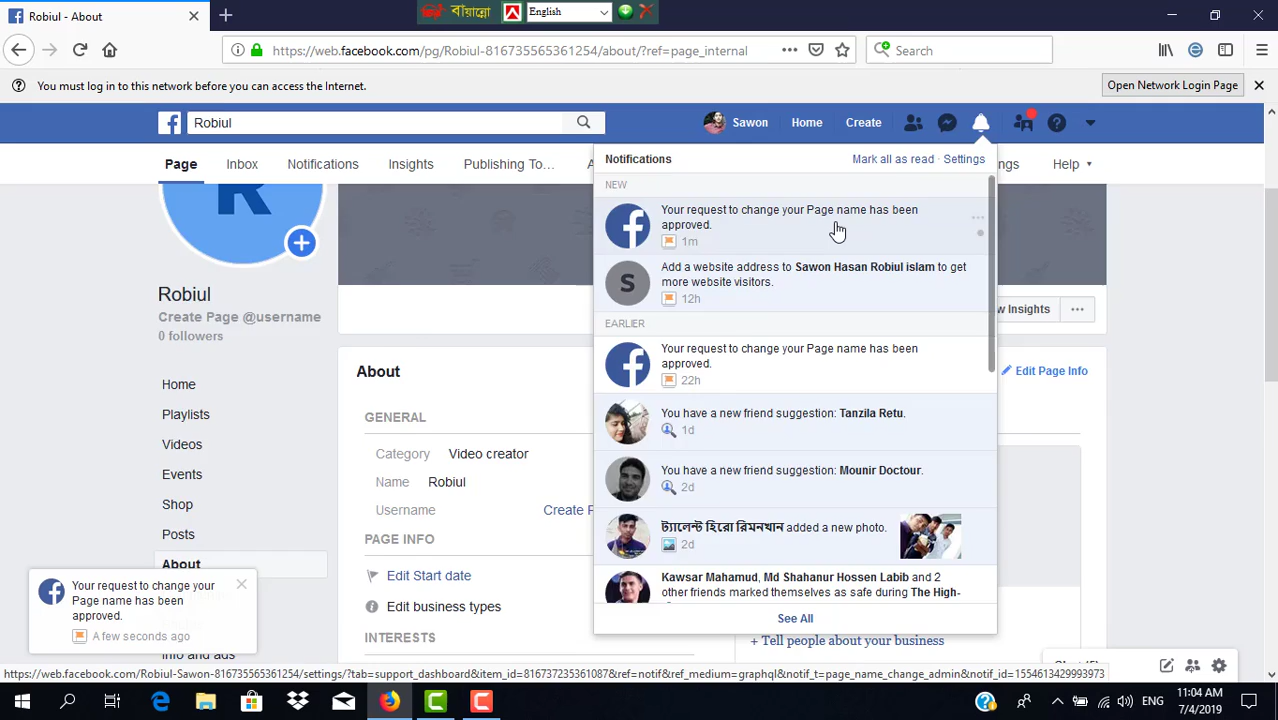 Robiul - About
বাঁয়ান্নো
English
https://web.facebook.com/pg/Robiul-816735565361254/about/?ref=page_internal
Search
You must log in to this network before you can access the Internet.
Open Network Login Page
Robiul
Sawon
Home
Create
Page
Inbox
Notifications
Insights
Publishing To...
Help
Notifications
Mark all as read · Settings
NEW
Your request to change your Page name has been
approved.
1m
Add a website address to Sawon Hasan Robiul islam to get
more website visitors.
12h
EARLIER
Your request to change your Page name has been
approved.
22h
You have a new friend suggestion: Tanzila Retu.
1d
You have a new friend suggestion: Mounir Doctour.
2d
ট্যালেন্ট হিরো রিমনখান added a new photo.
2d
Kawsar Mahamud, Md Shahanur Hossen Labib and 2
other friends marked themselves as safe during The High-
See All
R
Robiul
Create Page @username
0 followers
Home
Playlists
Videos
Events
Shop
Posts
About
Info and ads
Insights
About
Edit Page Info
GENERAL
Category Video creator
Name Robiul
Username Create P
PAGE INFO
Edit Start date
Edit business types
INTERESTS
+ Tell people about your business
S
Your request to change your
Page name has been
approved.
A few seconds ago
https://web.facebook.com/Robiul-Sawon-816735565361254/settings/?tab=support_dashboard&item_id=816737235361087&ref=notif&ref_medium=graphql&notif_t=page_name_change_admin&notif_id=1554613429993973
ENG
11:04 AM
7/4/2019